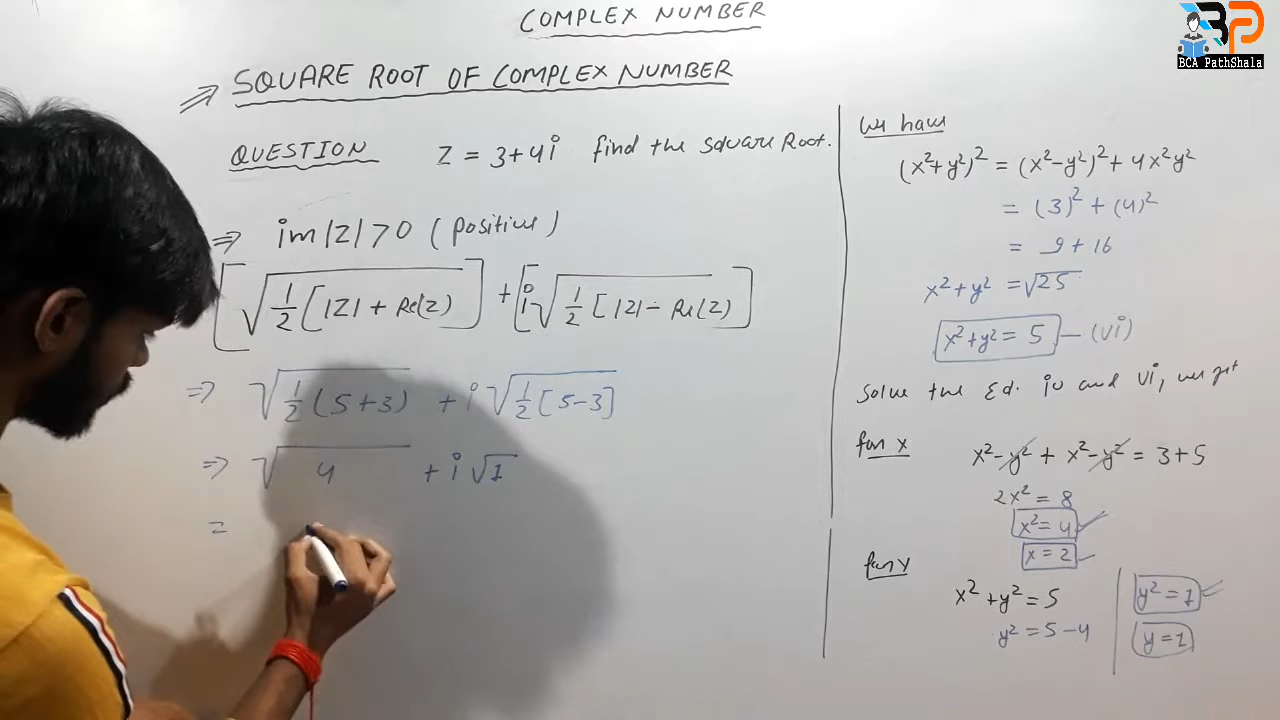 COMPLEX NUMBER
BP
BCA PathShala
⇒ SQUARE ROOT OF COMPLEX NUMBER
QUESTION Z = 3+4i find the square Root.
⇒ im|z| > 0 (Positive)
[√(1/2 [|z| + Re(z)] + [i√(1/2 [|z| - Re(z)]
⇒ √(1/2 (5+3)) + i √(1/2 [5-3])
⇒ √4 + i √1
=
We have
(x²+y²)² = (x²-y²)² + 4x²y²
= (3)² + (4)²
= 9 + 16
x²+y² = √25
x²+y² = 5 — (vi)
Solve the Eq. iv and vi, we get
for x
x²-y² + x²-y² = 3+5
2x² = 8
x² = 4
x = 2
for y
x²+y² = 5
y² = 5-4
y² = 1
y = 1